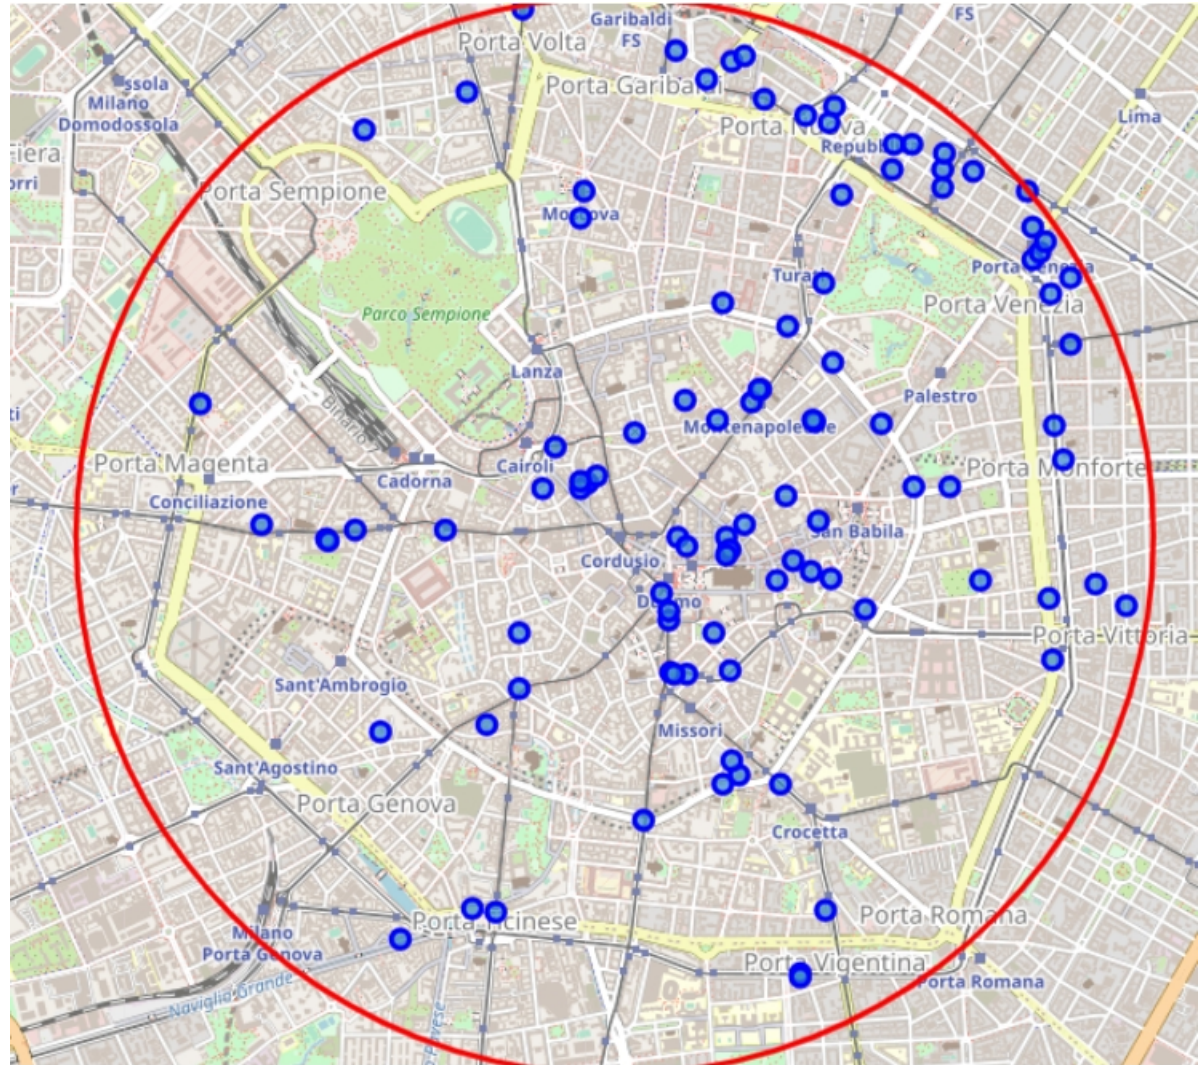 Garibaldi
FS
FS
Porta Volta
Milano
Domodossola
Porta Garibaldi
Lima
Porta Nuova
Porta Sempione
Turati
Porta Venezia
Porta Venezia
Parco Sempione
Lanza
Palestro
Montenapoleone
Porta Magenta
Cairoli
Cadorna
Porta Monforte
Conciliazione
San Babila
Cordusio
Duomo
Porta Vittoria
Sant'Ambrogio
Missori
Sant'Agostino
Porta Genova
Crocetta
Porta Ticinese
Porta Romana
Milano
Porta Genova
Porta Vigentina
Porta Romana
Naviglio Grande